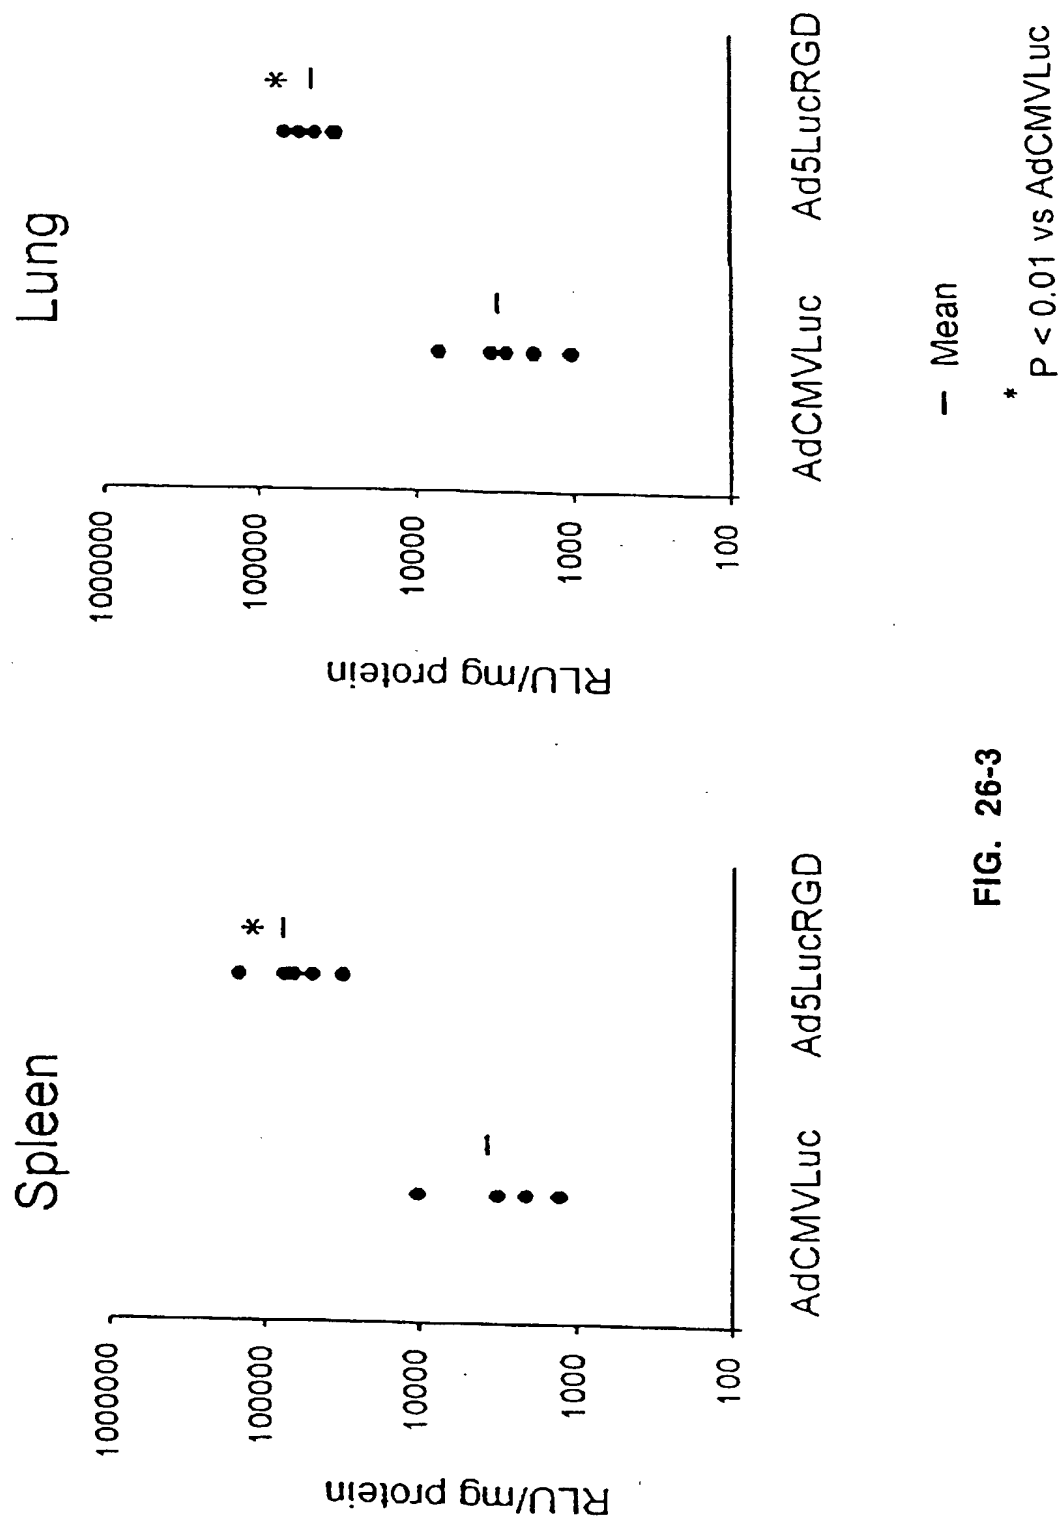 Spleen
1000000
100000
10000
1000
100
RLU/mg protein
AdCMVLuc
Ad5LucRGD
*
Lung
1000000
100000
10000
1000
100
RLU/mg protein
AdCMVLuc
Ad5LucRGD
*
– Mean
* P < 0.01 vs AdCMVLuc
FIG. 26-3